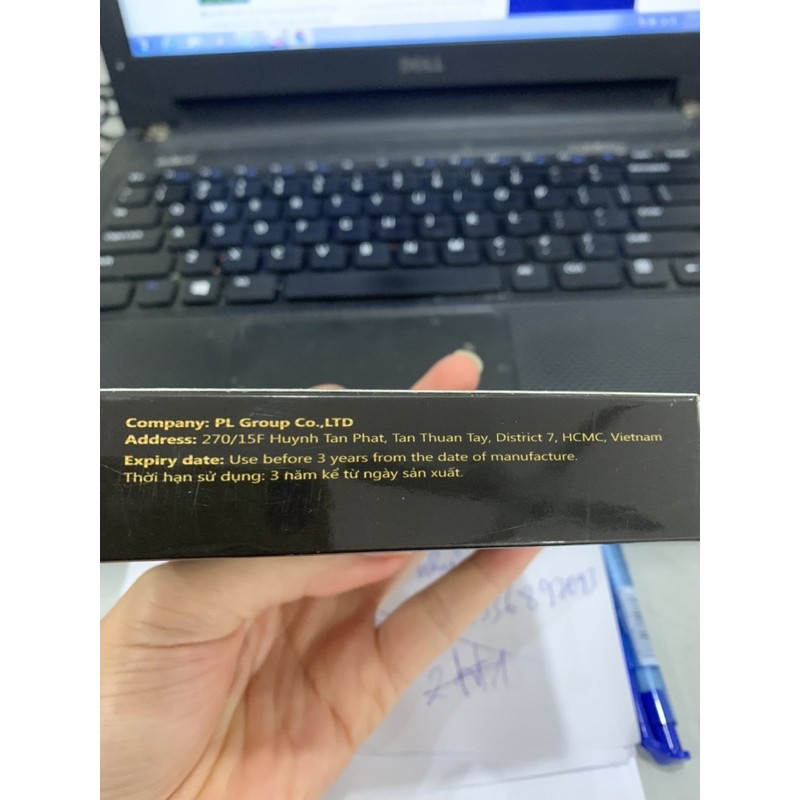 DELL
Company: PL Group Co.,LTD
Address: 270/15F Huynh Tan Phat, Tan Thuan Tay, District 7, HCMC, Vietnam
Expiry date: Use before 3 years from the date of manufacture.
Thời hạn sử dụng: 3 năm kể từ ngày sản xuất.